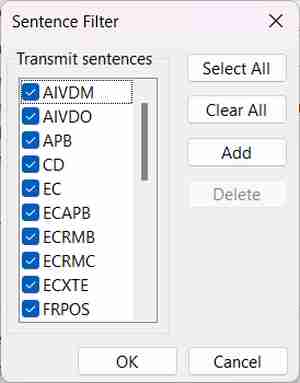 Sentence Filter
Transmit sentences
AIVDM
AIVDO
APB
CD
EC
ECAPB
ECRMB
ECRMC
ECXTE
FRPOS
Select All
Clear All
Add
Delete
OK
Cancel